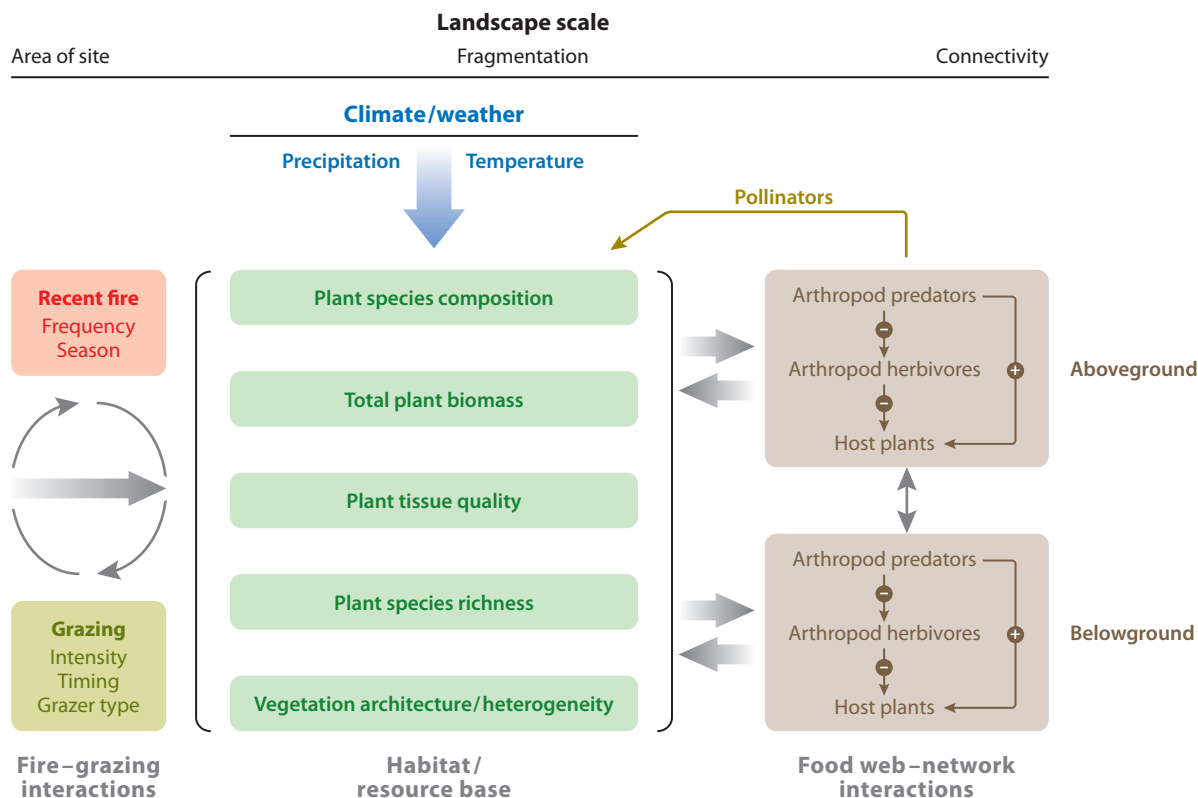 Landscape scale
Area of site
Fragmentation
Connectivity
Climate/weather
Precipitation
Temperature
Pollinators
Recent fire
Frequency
Season
Grazing
Intensity
Timing
Grazer type
Fire–grazing
interactions
Plant species composition
Total plant biomass
Plant tissue quality
Plant species richness
Vegetation architecture/heterogeneity
Habitat/
resource base
Arthropod predators
–
Arthropod herbivores
+
–
Host plants
Aboveground
Arthropod predators
–
Arthropod herbivores
+
–
Host plants
Belowground
Food web–network
interactions